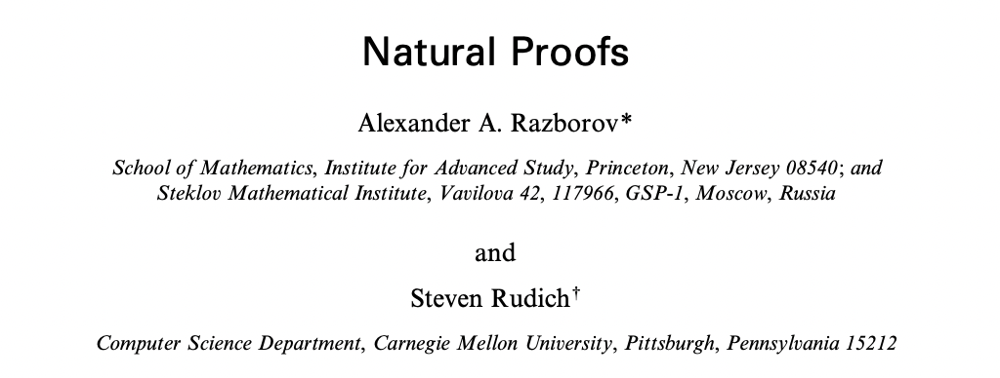 Natural Proofs
Alexander A. Razborov*
School of Mathematics, Institute for Advanced Study, Princeton, New Jersey 08540; and
Steklov Mathematical Institute, Vavilova 42, 117966, GSP-1, Moscow, Russia
and
Steven Rudich†
Computer Science Department, Carnegie Mellon University, Pittsburgh, Pennsylvania 15212